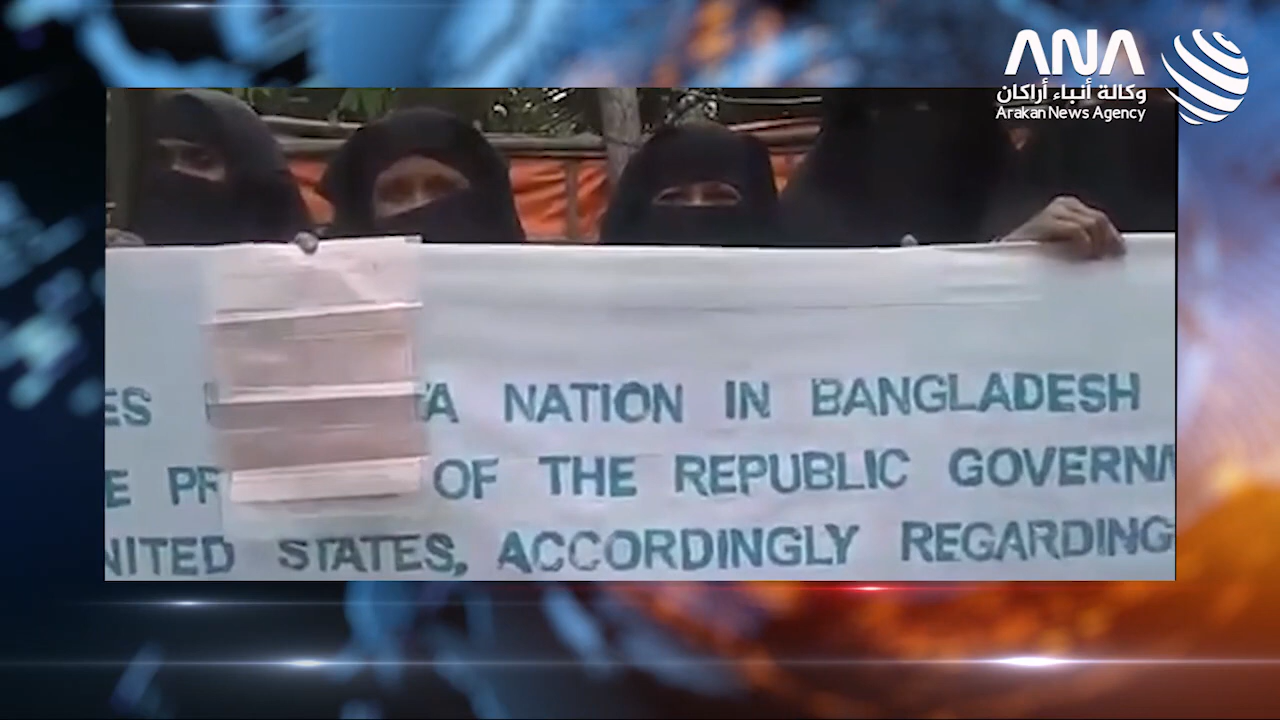 ANA
وكالة أنباء أراكان
Arakan News Agency
NATION IN BANGLADESH
OF THE REPUBLIC
STATES, ACCORDINGLY REGARDING